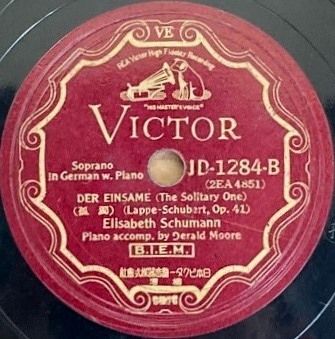 VE
RCA Victor High Fidelity Recording
"HIS MASTER'S VOICE"
VICTOR
Soprano
In German w. Piano
JD-1284-B
(2EA 4851)
DER EINSAME (The Solitary One)
(孤獨) (Lappe-Schubert, Op. 41)
Elisabeth Schumann
Piano accomp. by Gerald Moore
B.I.E.M.